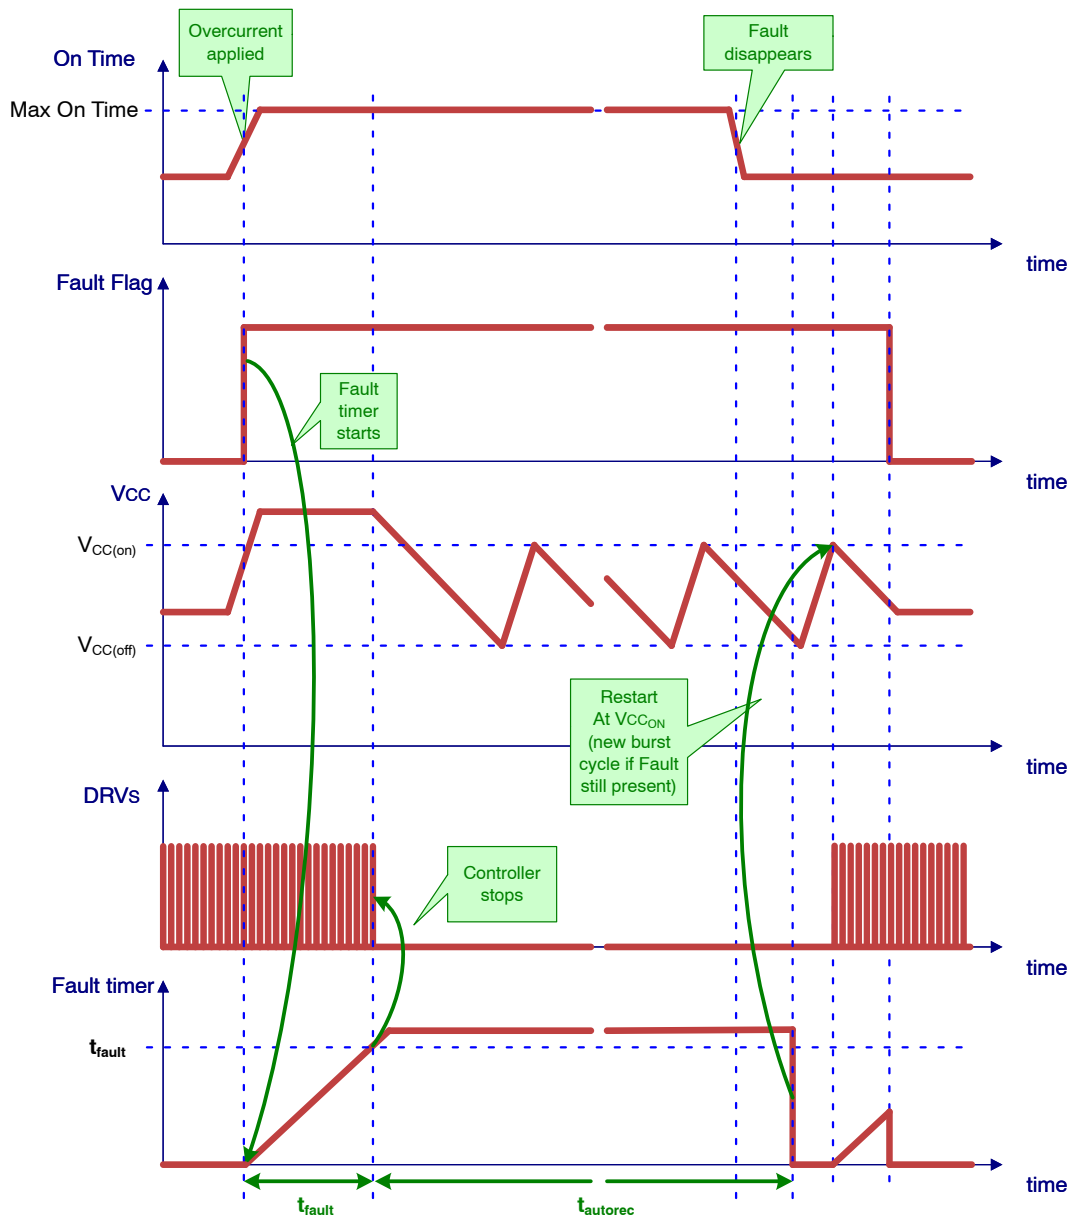 Overcurrent
applied
Fault
disappears
On Time
Max On Time
time
Fault Flag
Fault
timer
starts
time
VCC
VCC(on)
VCC(off)
Restart
At VCCON
(new burst
cycle if Fault
still present)
time
DRVs
Controller
stops
time
Fault timer
tfault
time
tfault
tautorec